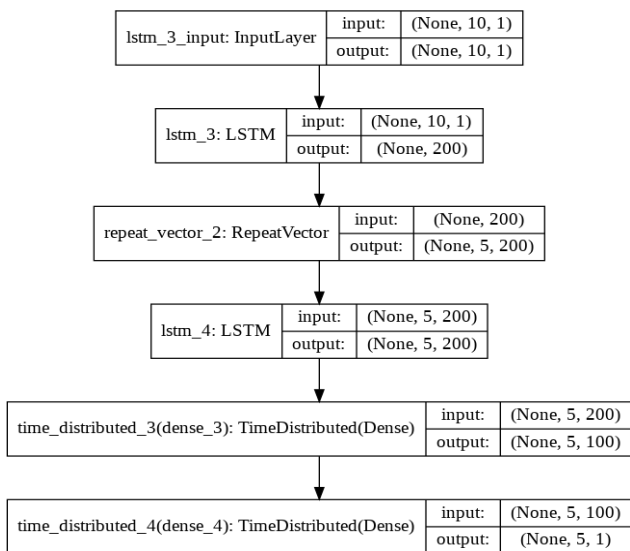 lstm_3_input: InputLayer
input: (None, 10, 1)
output: (None, 10, 1)
lstm_3: LSTM
input: (None, 10, 1)
output: (None, 200)
repeat_vector_2: RepeatVector
input: (None, 200)
output: (None, 5, 200)
lstm_4: LSTM
input: (None, 5, 200)
output: (None, 5, 200)
time_distributed_3(dense_3): TimeDistributed(Dense)
input: (None, 5, 200)
output: (None, 5, 100)
time_distributed_4(dense_4): TimeDistributed(Dense)
input: (None, 5, 100)
output: (None, 5, 1)